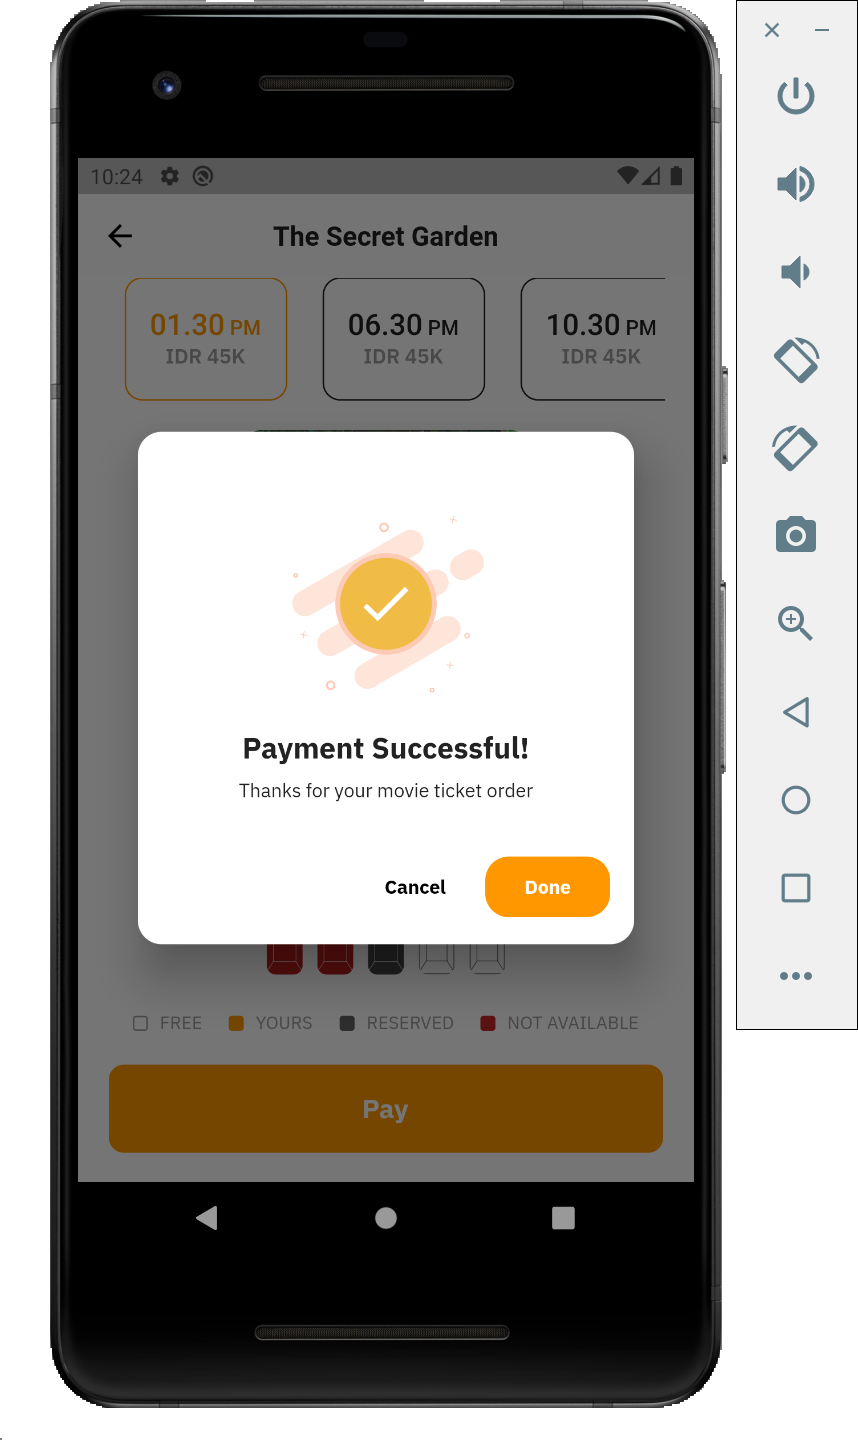 10:24
The Secret Garden
01.30 PM 06.30 PM 10.30 PM
IDR 45K IDR 45K IDR 45K
Payment Successful!
Thanks for your movie ticket order
Cancel Done
FREE YOURS RESERVED NOT AVAILABLE
Pay